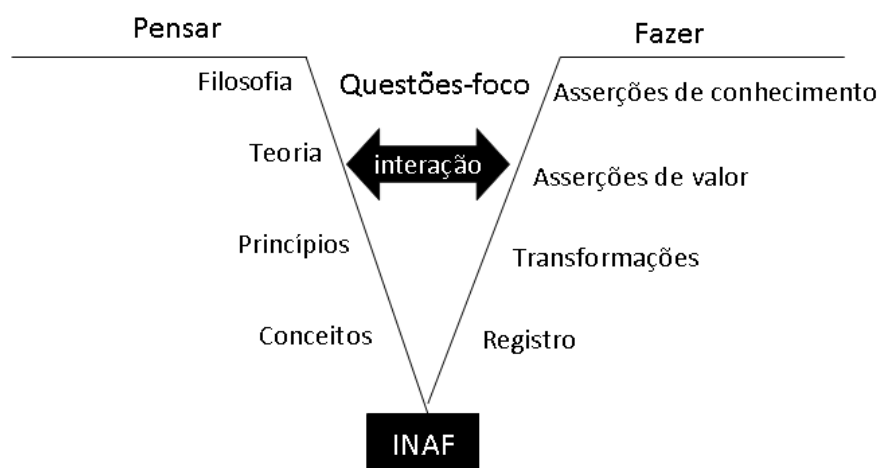 Pensar
Fazer
Filosofia
Questões-foco
Asserções de conhecimento
Teoria
interação
Asserções de valor
Princípios
Transformações
Conceitos
Registro
INAF